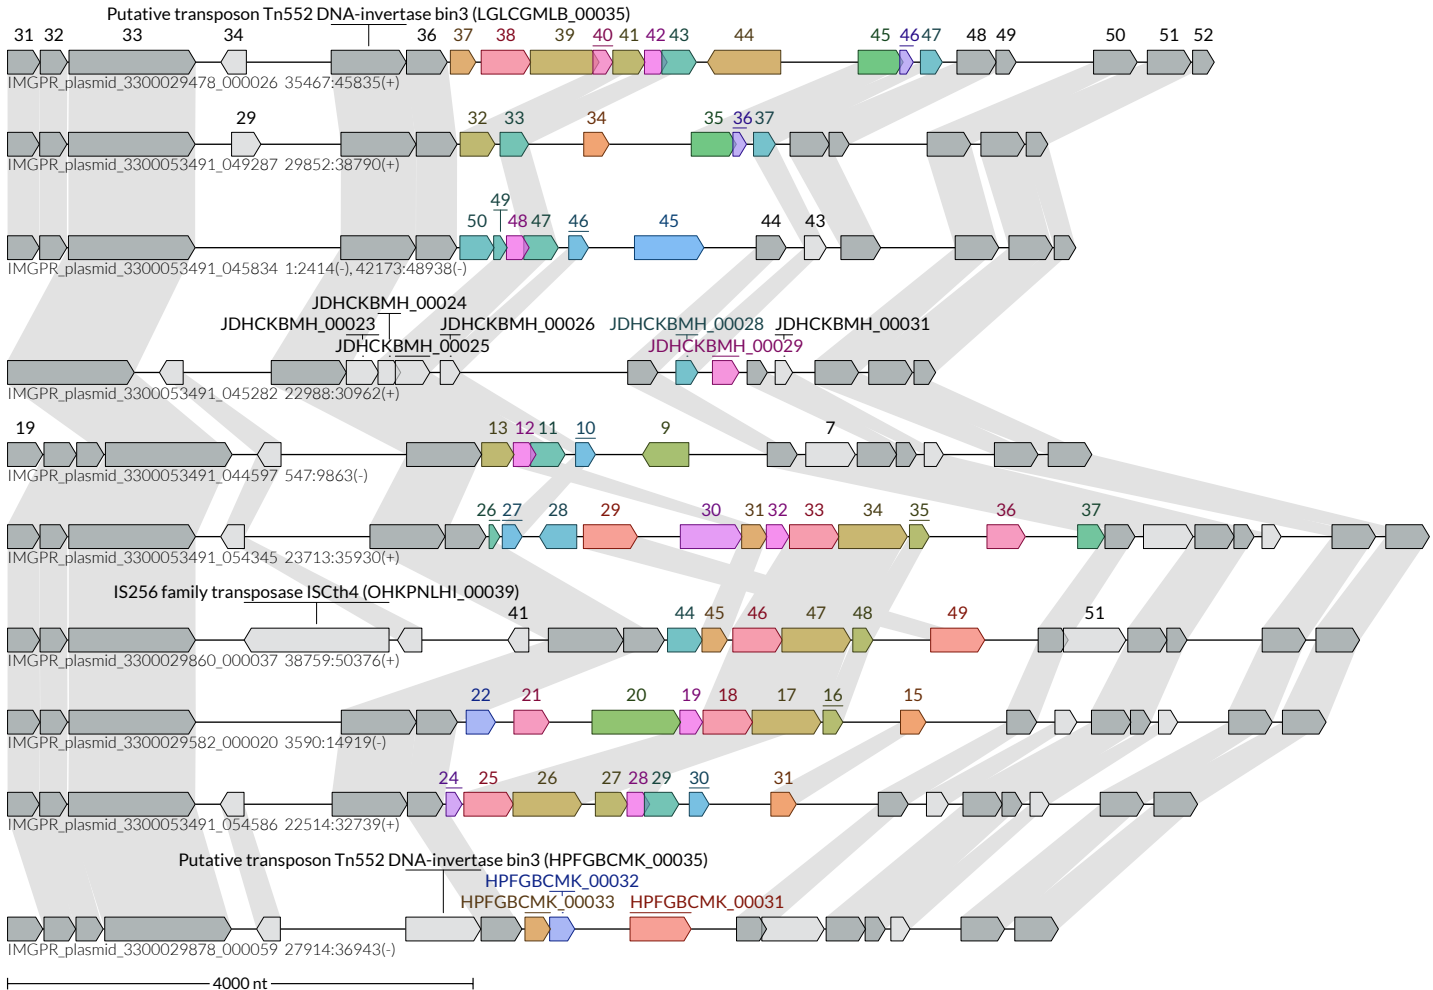 Putative transposon Tn552 DNA-invertase bin3 (LGLCGMLB_00035)
31 32 33 34 36 37 38 39 40 41 42 43 44 45 46 47 48 49 50 51 52
IMGPR_plasmid_3300029478_000026 35467:45835(+)
29 32 33 34 35 36 37
IMGPR_plasmid_3300053491_049287 29852:38790(+)
49
50 48 47 46 45 44 43
IMGPR_plasmid_3300053491_045834 1:2414(-), 42173:48938(-)
JDHCKBMH_00024
JDHCKBMH_00023 JDHCKBMH_00026 JDHCKBMH_00028 JDHCKBMH_00031
JDHCKBMH_00025 JDHCKBMH_00029
IMGPR_plasmid_3300053491_045282 22988:30962(+)
19 13 12 11 10 9 7
IMGPR_plasmid_3300053491_044597 547:9863(-)
26 27 28 29 30 31 32 33 34 35 36 37
IMGPR_plasmid_3300053491_054345 23713:35930(+)
IS256 family transposase ISCth4 (OHKPNLHI_00039)
41 44 45 46 47 48 49 51
IMGPR_plasmid_3300029860_000037 38759:50376(+)
22 21 20 19 18 17 16 15
IMGPR_plasmid_3300029582_000020 3590:14919(-)
24 25 26 27 28 29 30 31
IMGPR_plasmid_3300053491_054586 22514:32739(+)
Putative transposon Tn552 DNA-invertase bin3 (HPFGBCMK_00035)
HPFGBCMK_00032
HPFGBCMK_00033 HPFGBCMK_00031
IMGPR_plasmid_3300029878_000059 27914:36943(-)
4000 nt